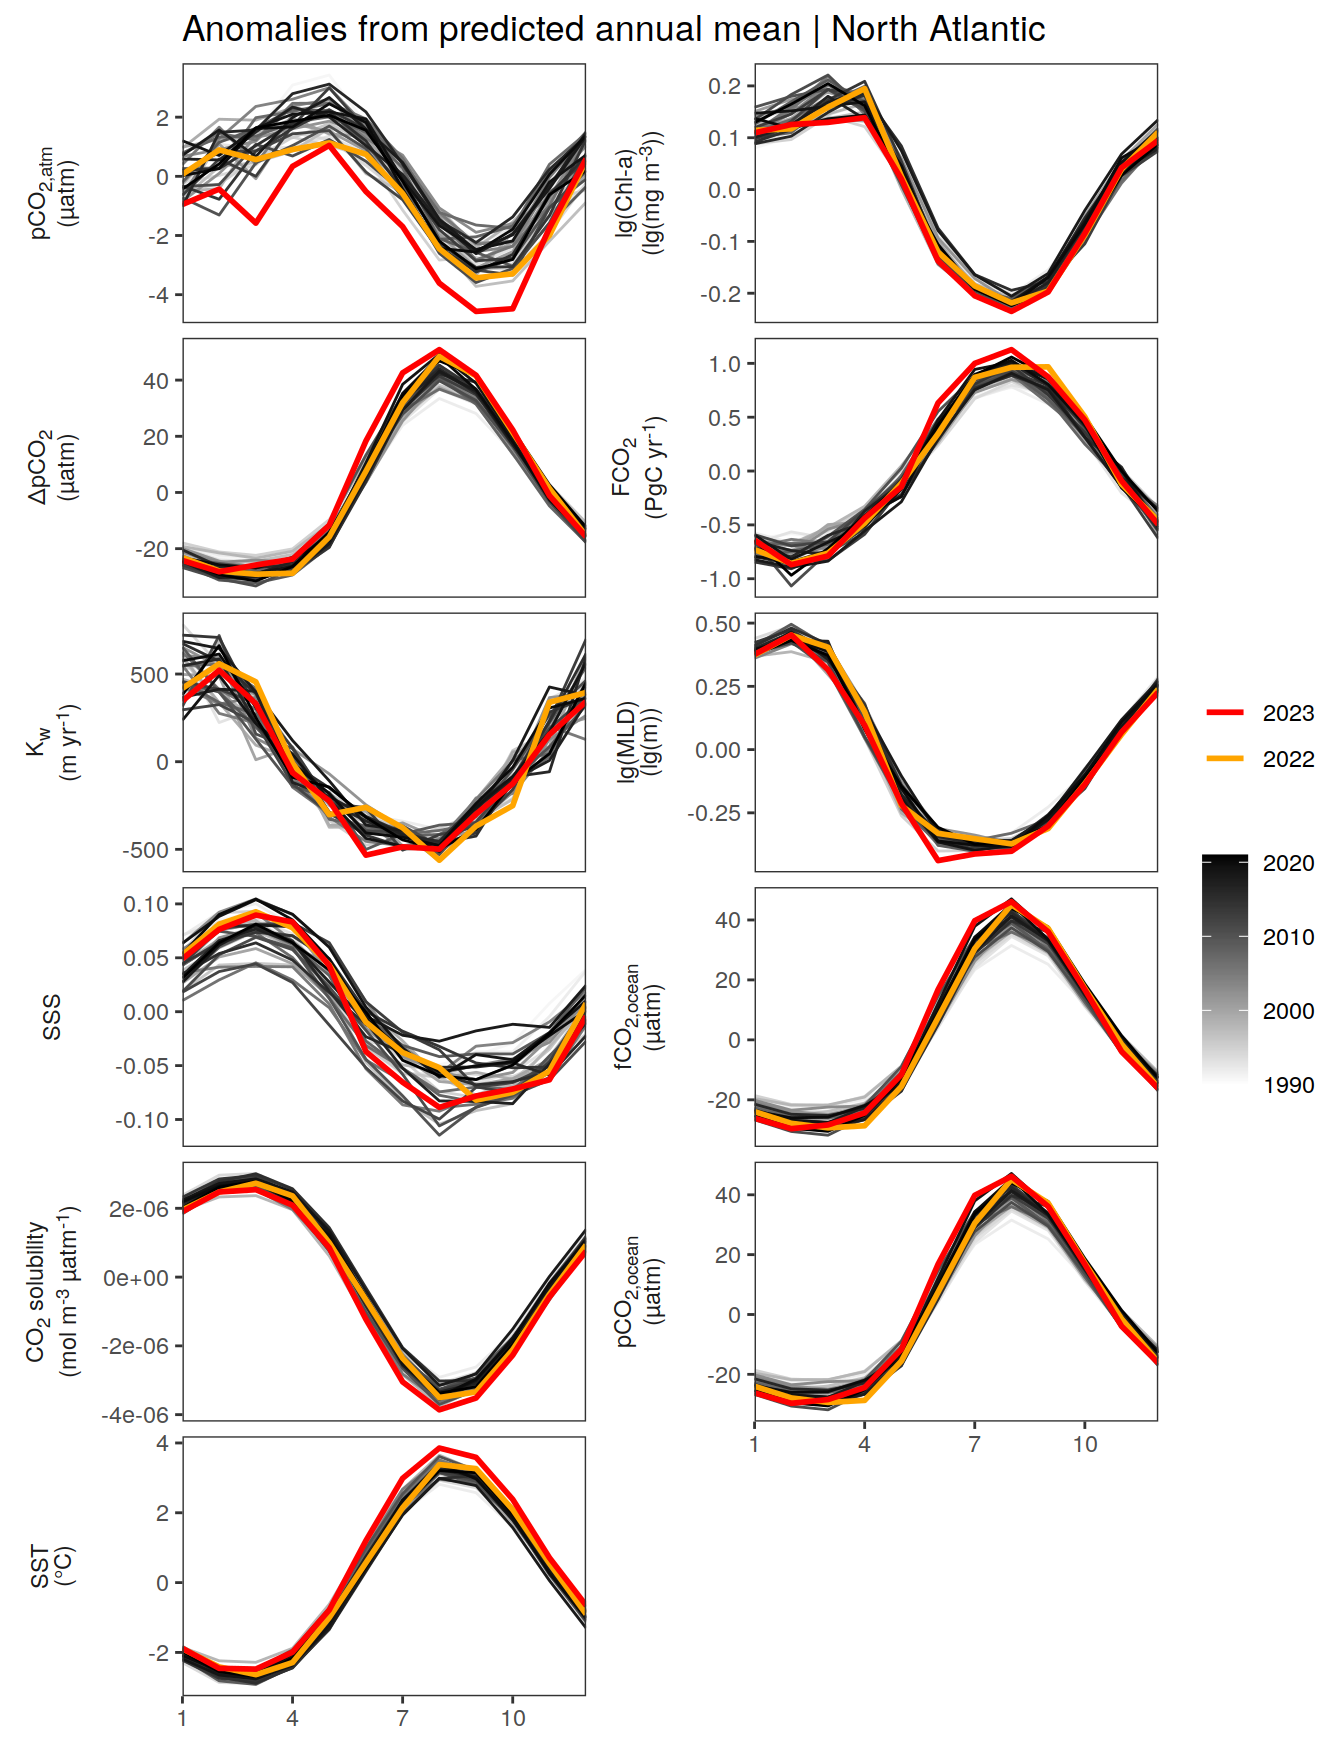 Anomalies from predicted annual mean | North Atlantic
pCO2,atm
(µatm)
2
0
-2
-4
lg(Chl-a)
(lg(mg m-3))
0.2
0.1
0.0
-0.1
-0.2
ΔpCO2
(µatm)
40
20
0
-20
FCO2
(PgC yr-1)
1.0
0.5
0.0
-0.5
-1.0
Kw
(m yr-1)
500
0
-500
lg(MLD)
(lg(m))
0.50
0.25
0.00
-0.25
SSS
0.10
0.05
0.00
-0.05
-0.10
fCO2,ocean
(µatm)
40
20
0
-20
CO2 solubility
(mol m-3 µatm-1)
2e-06
0e+00
-2e-06
-4e-06
pCO2,ocean
(µatm)
40
20
0
-20
1 4 7 10
SST
(°C)
4
2
0
-2
1 4 7 10
2023
2022
2020
2010
2000
1990